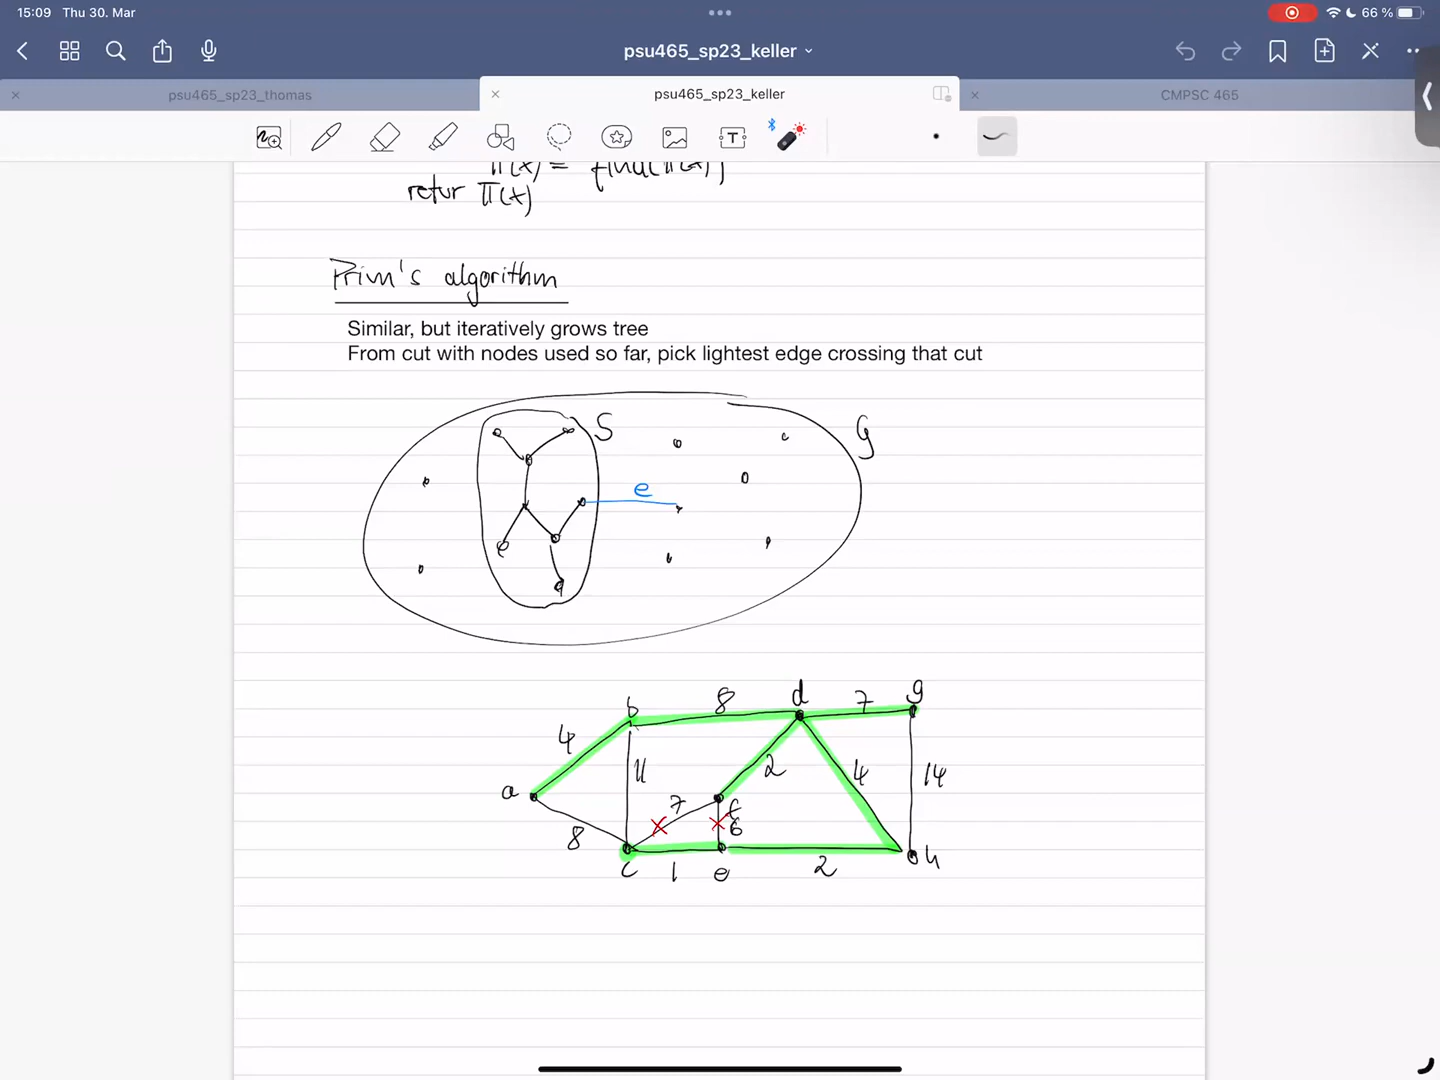 15:09 Thu 30. Mar
66 %
psu465_sp23_keller
psu465_sp23_thomas
psu465_sp23_keller
CMPSC 465
π(x) = find(π(x))
retur π(x)
Prim's algorithm
Similar, but iteratively grows tree
From cut with nodes used so far, pick lightest edge crossing that cut
S
G
e
b 8 d 7 g
4
11 2 4 14
a
7 f
8 6
c 1 e 2 h